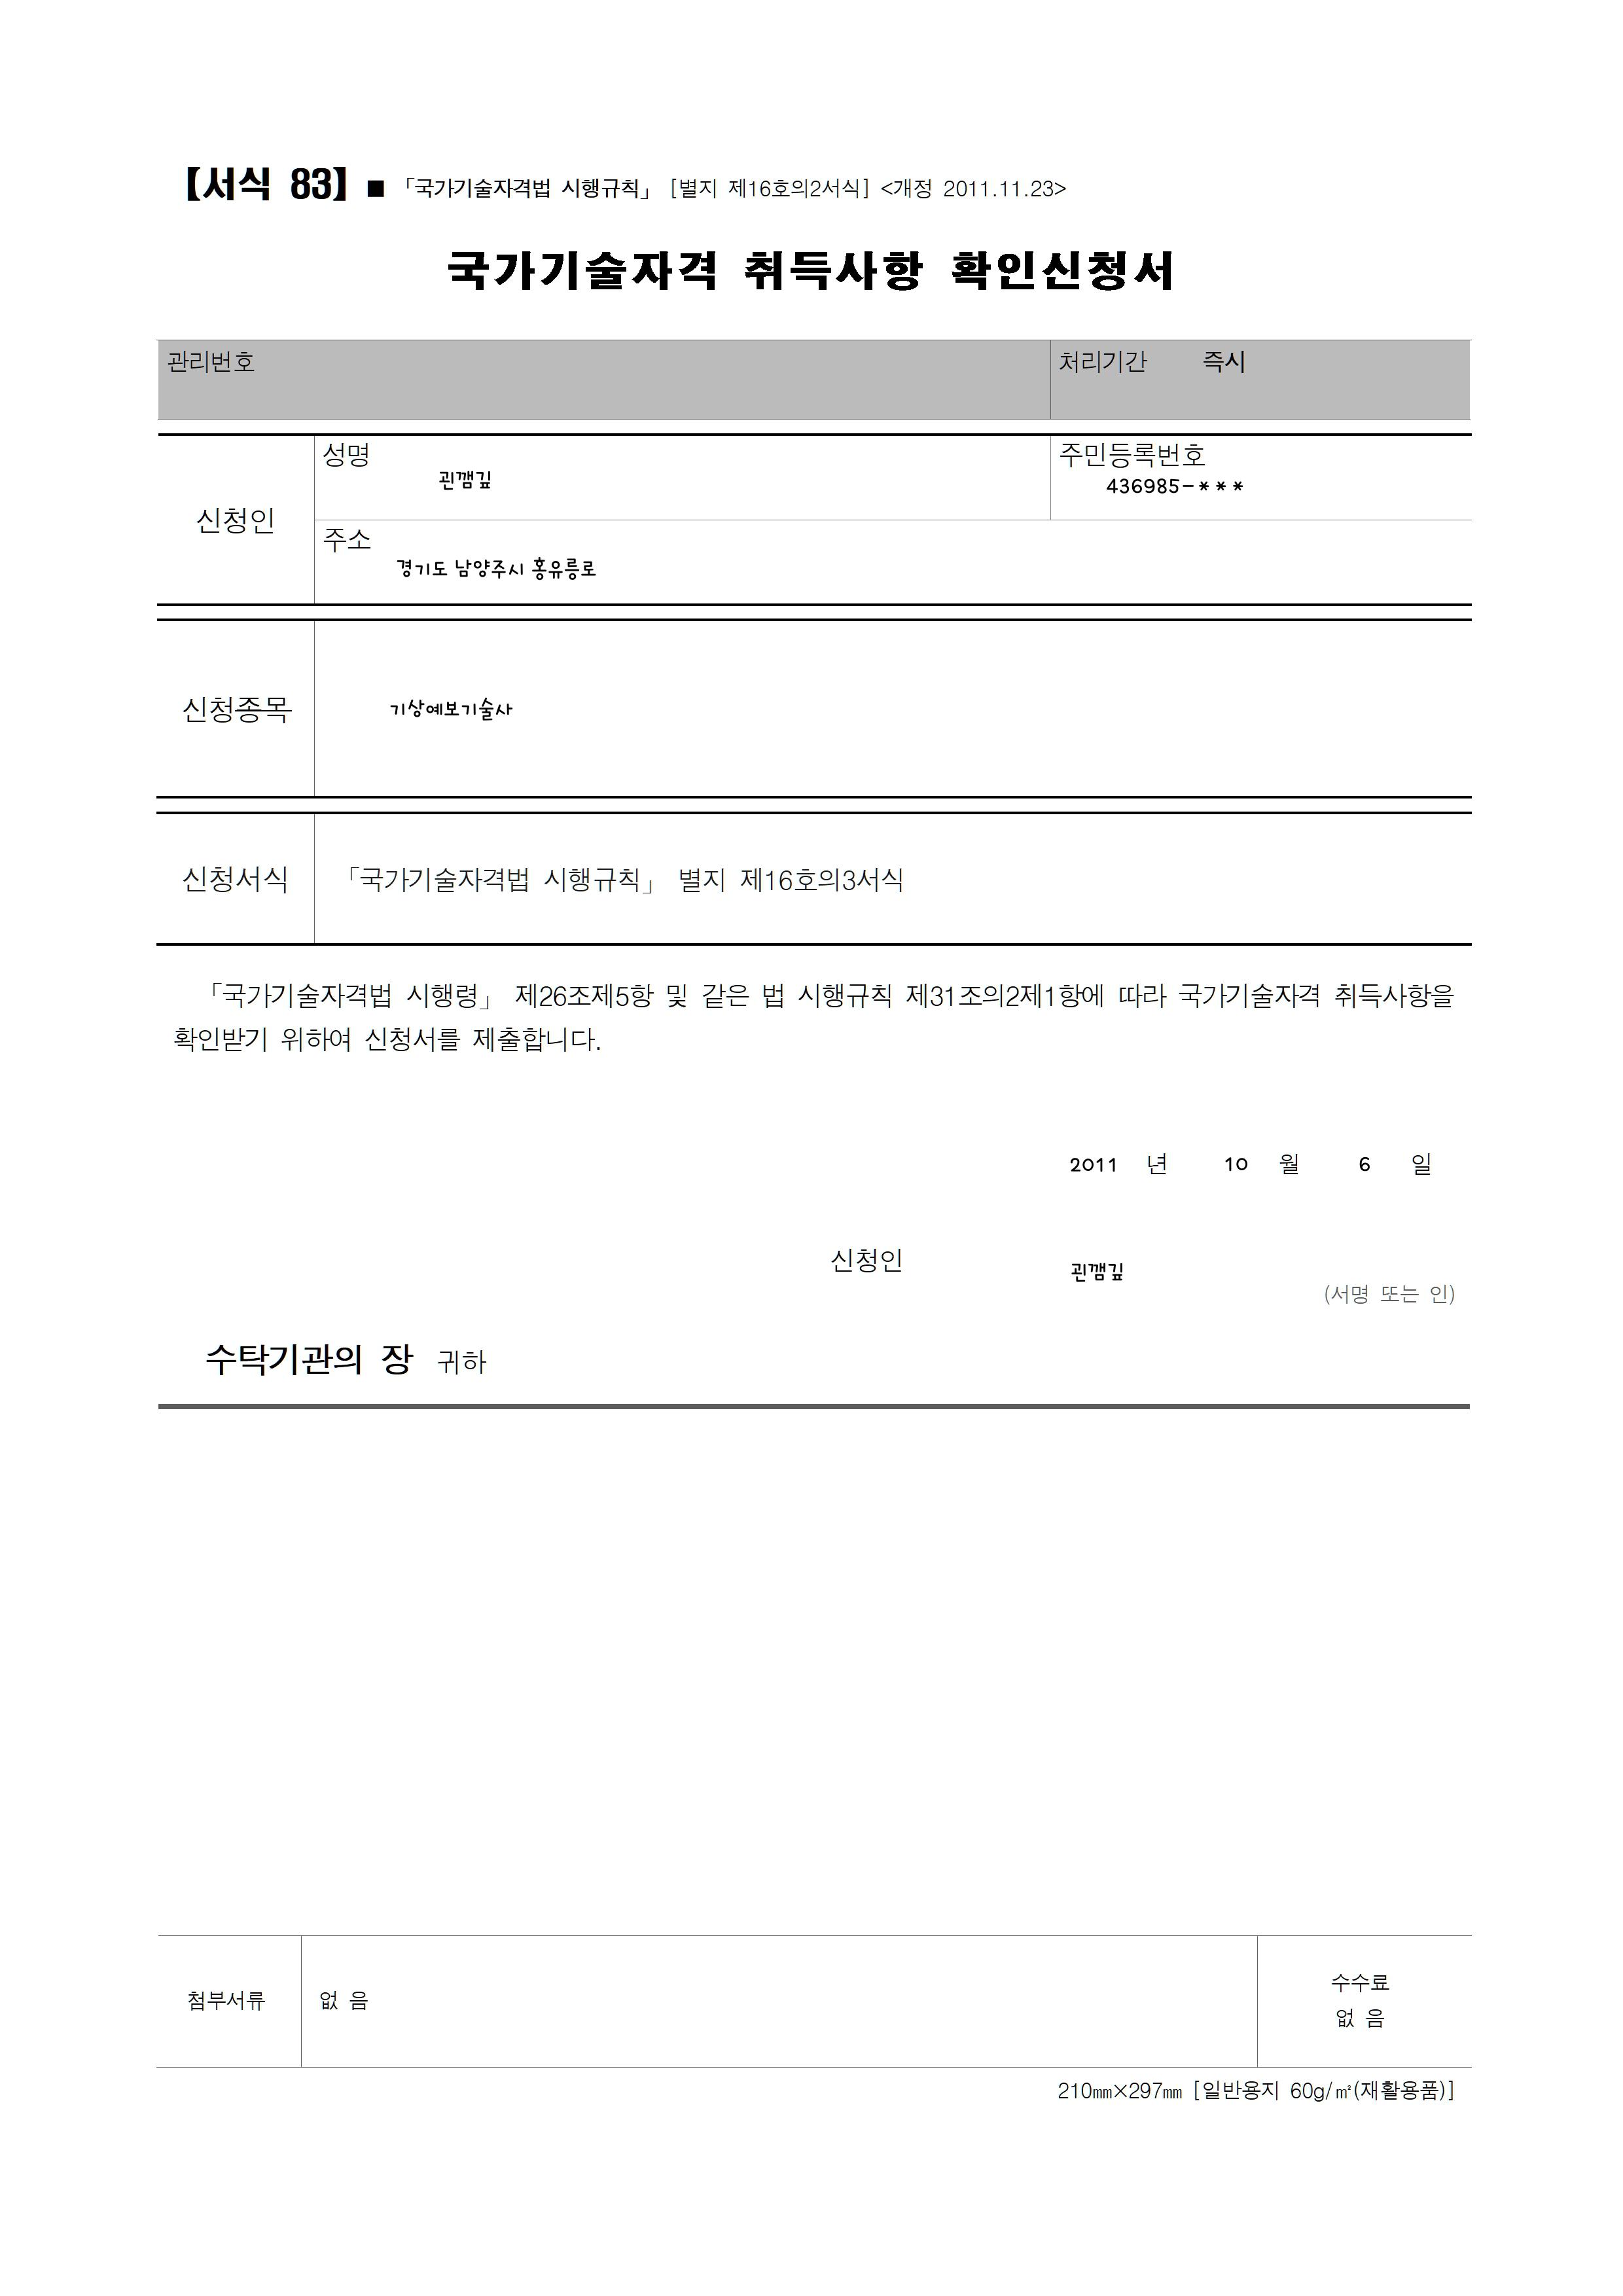 【서식 83】 ■ 「국가기술자격법 시행규칙」 [별지 제16호의2서식] <개정 2011.11.23>
국가기술자격 취득사항 확인신청서
관리번호 처리기간 즉시
성명 주민등록번호
괸깸깊 436985-***
신청인
주소
경기도 남양주시 홍유릉로
신청종목 기상예보기술사
신청서식 「국가기술자격법 시행규칙」 별지 제16호의3서식
「국가기술자격법 시행령」 제26조제5항 및 같은 법 시행규칙 제31조의2제1항에 따라 국가기술자격 취득사항을
확인받기 위하여 신청서를 제출합니다.
2011 년 10 월 6 일
신청인 괸깸깊
(서명 또는 인)
수탁기관의 장 귀하
첨부서류 없 음 수수료
없 음
210㎜×297㎜ [일반용지 60g/㎡(재활용품)]